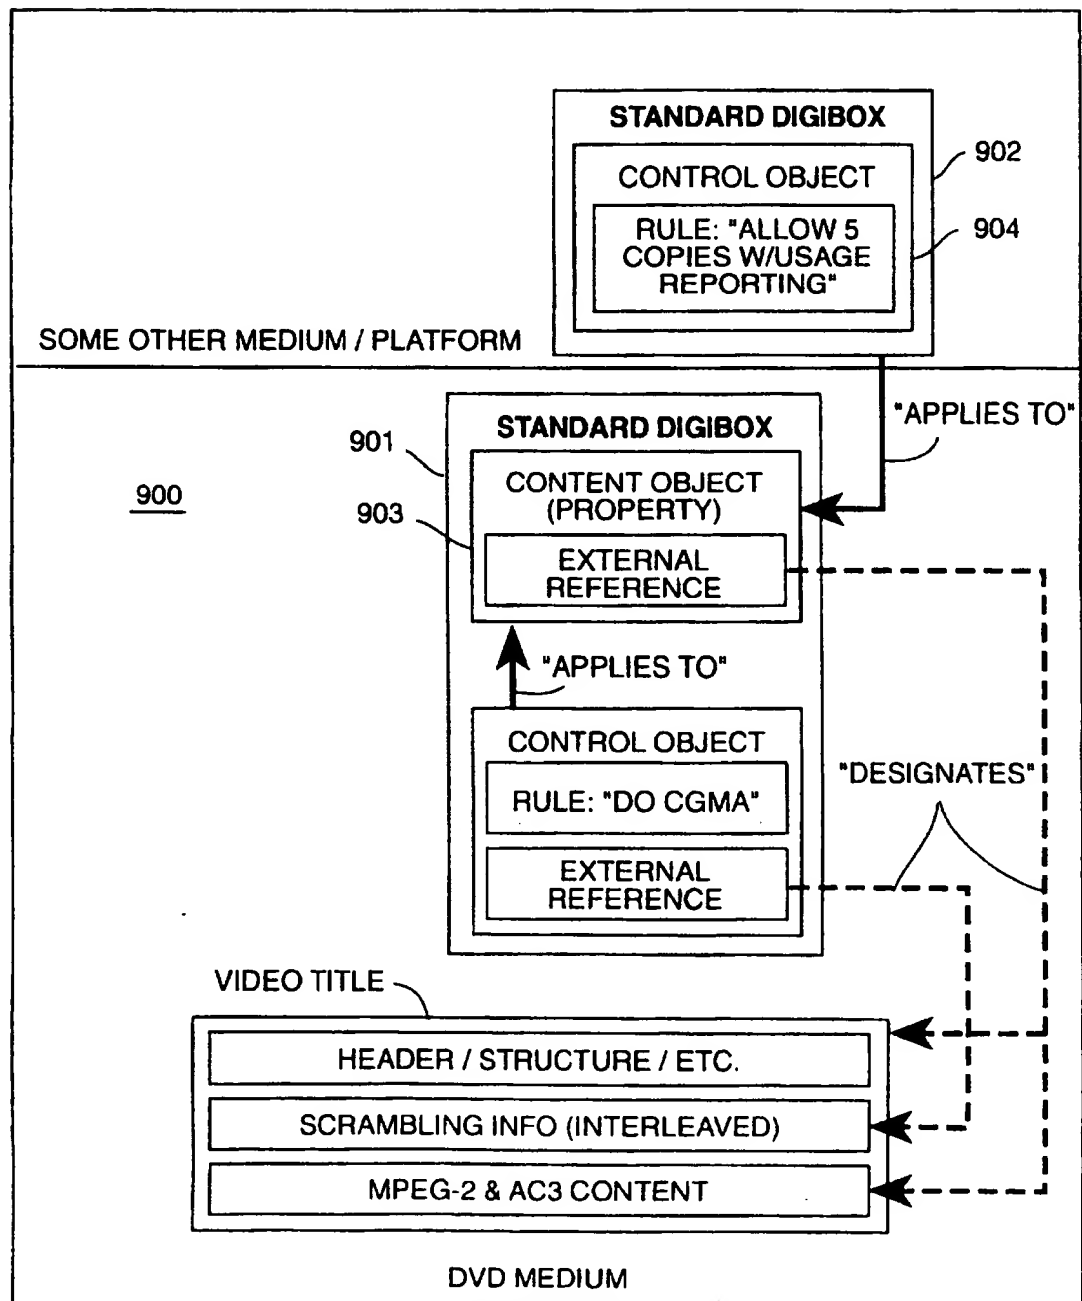 STANDARD DIGIBOX
902
CONTROL OBJECT
RULE: "ALLOW 5
COPIES W/USAGE
REPORTING"
904
SOME OTHER MEDIUM / PLATFORM
"APPLIES TO"
STANDARD DIGIBOX
901
CONTENT OBJECT
(PROPERTY)
900
903
EXTERNAL
REFERENCE
"APPLIES TO"
CONTROL OBJECT
"DESIGNATES"
RULE: "DO CGMA"
EXTERNAL
REFERENCE
VIDEO TITLE
HEADER / STRUCTURE / ETC.
SCRAMBLING INFO (INTERLEAVED)
MPEG-2 & AC3 CONTENT
DVD MEDIUM